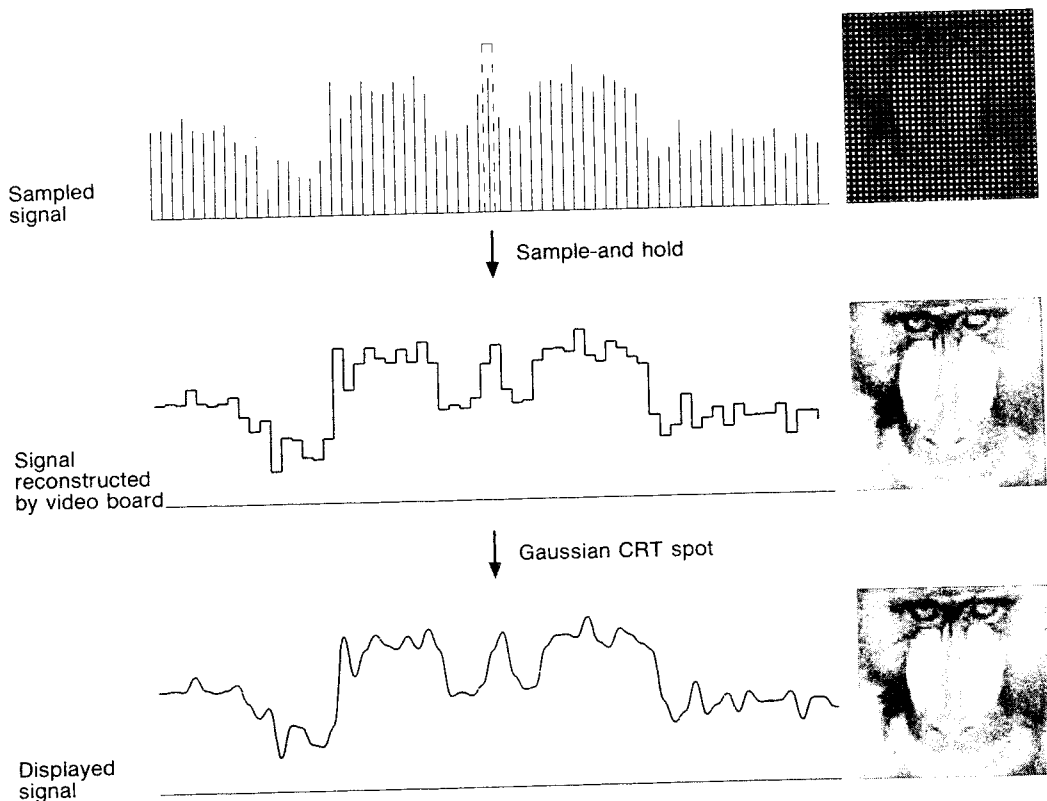 Sampled
signal
Sample-and hold
Signal
reconstructed
by video board
Gaussian CRT spot
Displayed
signal